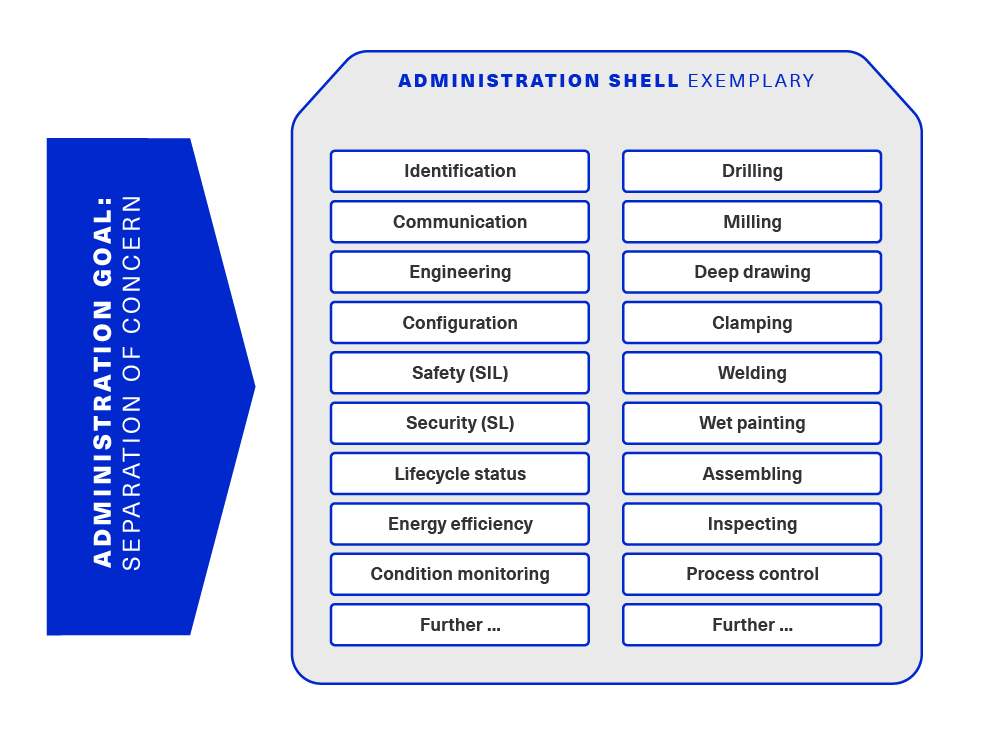 ADMINISTRATION GOAL:
SEPARATION OF CONCERN
ADMINISTRATION SHELL EXEMPLARY
Identification
Communication
Engineering
Configuration
Safety (SIL)
Security (SL)
Lifecycle status
Energy efficiency
Condition monitoring
Further ...
Drilling
Milling
Deep drawing
Clamping
Welding
Wet painting
Assembling
Inspecting
Process control
Further ...